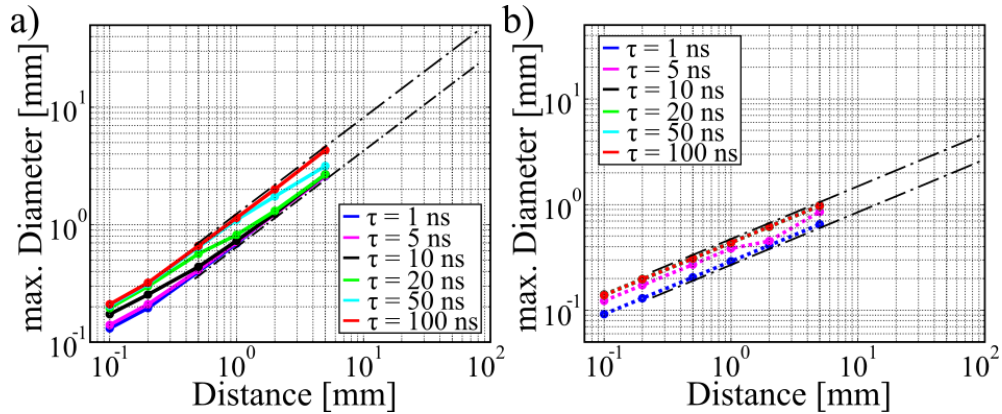 a)
max. Diameter [mm]
10^1
10^0
10^-1
10^-1 10^0 10^1 10^2
Distance [mm]
τ = 1 ns
τ = 5 ns
τ = 10 ns
τ = 20 ns
τ = 50 ns
τ = 100 ns
b)
max. Diameter [mm]
10^1
10^0
10^-1
10^-1 10^0 10^1 10^2
Distance [mm]
τ = 1 ns
τ = 5 ns
τ = 10 ns
τ = 20 ns
τ = 50 ns
τ = 100 ns